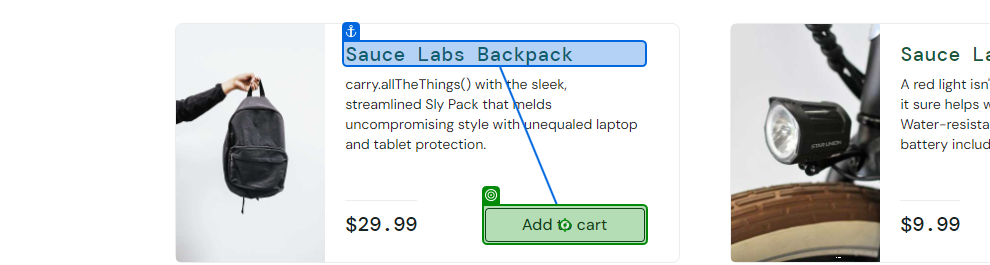 Sauce Labs Backpack
carry.allTheThings() with the sleek,
streamlined Sly Pack that melds
uncompromising style with unequaled laptop
and tablet protection.
$29.99
Add to cart
STAR UNION
Sauce La
A red light isn'
it sure helps w
Water-resista
battery includ
$9.99